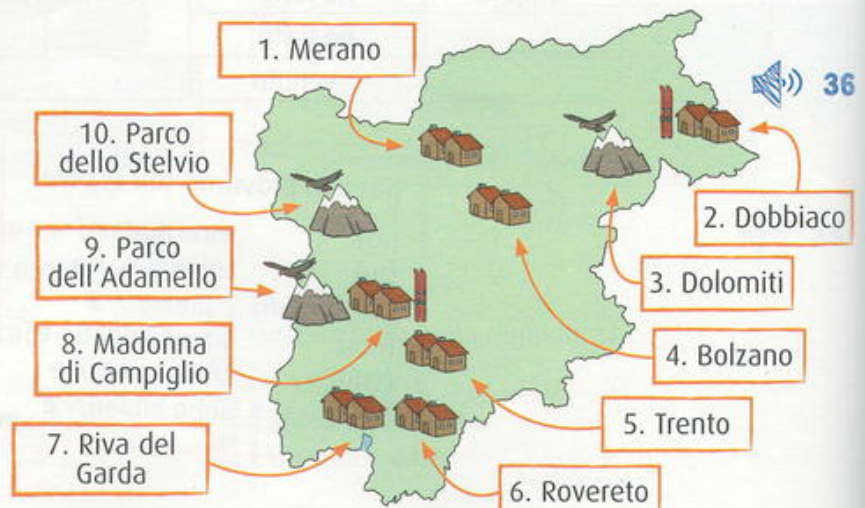 1. Merano
36
10. Parco
dello Stelvio
2. Dobbiaco
9. Parco
dell'Adamello
3. Dolomiti
8. Madonna
di Campiglio
4. Bolzano
5. Trento
7. Riva del
Garda
6. Rovereto